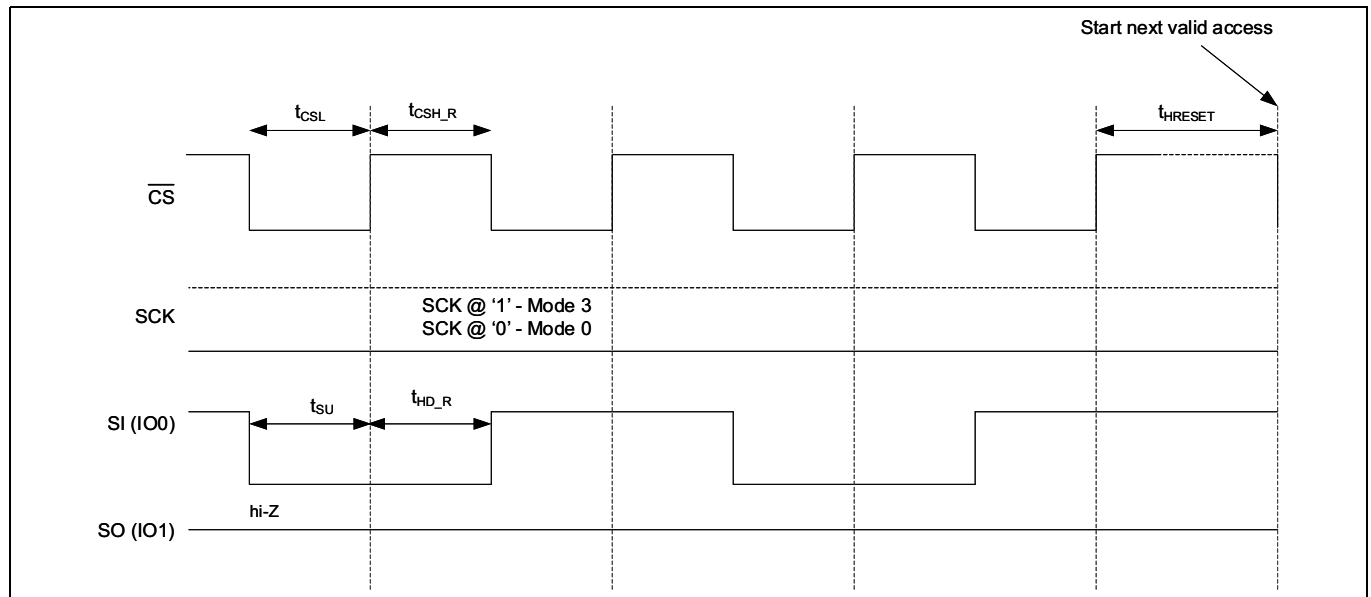 Start next valid access
tCSL
tCSH_R
tHRESET
CS
SCK @ ‘1’ - Mode 3
SCK
SCK @ ‘0’ - Mode 0
tSU
tHD_R
SI (IO0)
hi-Z
SO (IO1)